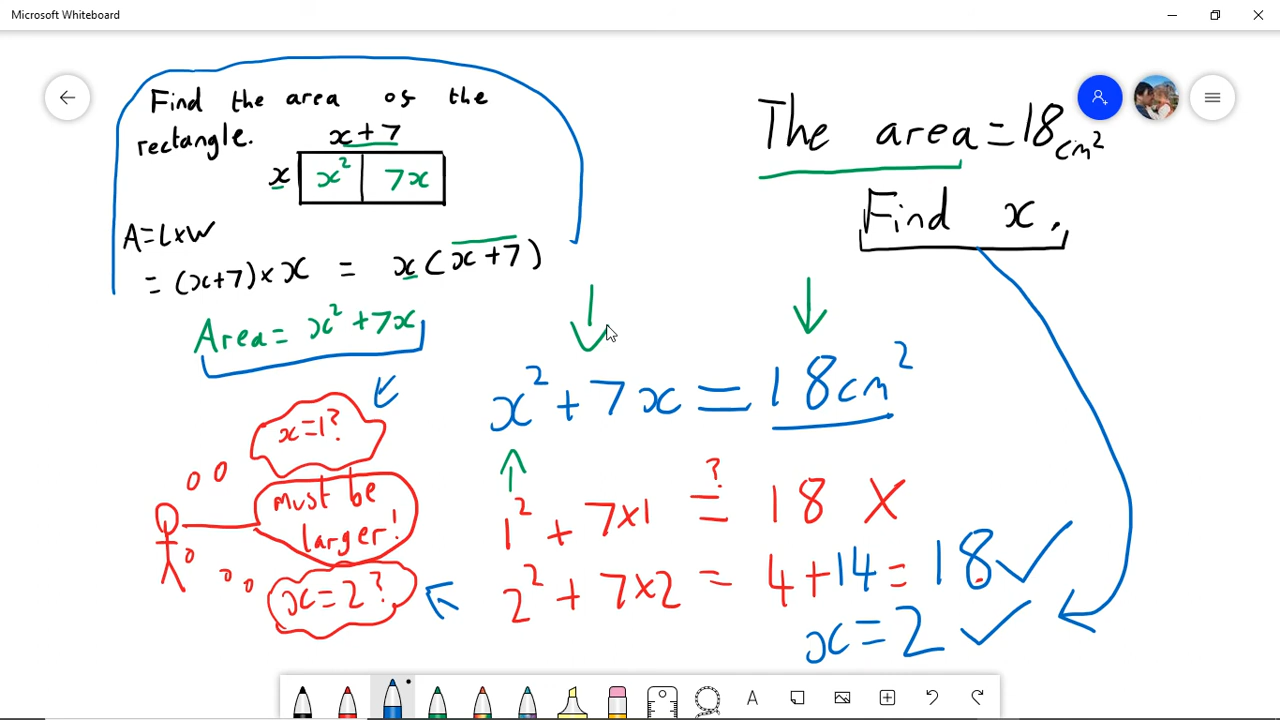 Microsoft Whiteboard
Find the area of the
rectangle.
x+7
x
x²
7x
A=L×W
= (x+7)×x = x(x+7)
Area= x²+7x
The area=18cm²
Find x.
x²+7x=18cm²
x=1?
must be
larger!
x=2?
?
1²+7×1 = 18 X
2²+7×2 = 4+14=18✓
x=2✓
A